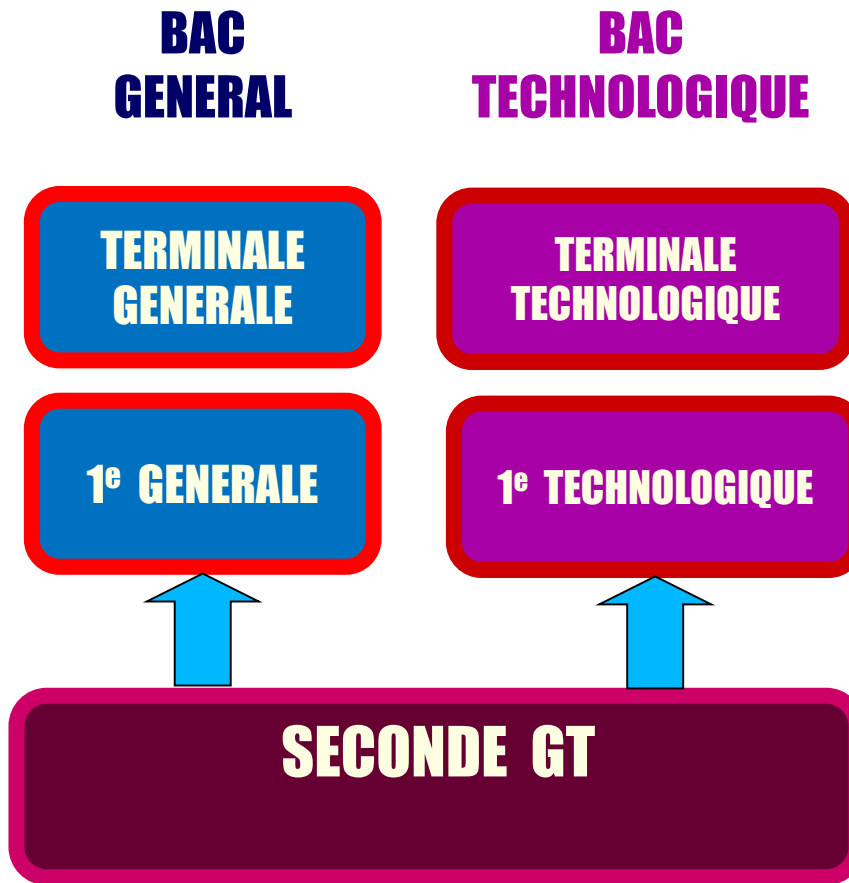 BAC
GENERAL
BAC
TECHNOLOGIQUE
TERMINALE
GENERALE
TERMINALE
TECHNOLOGIQUE
1e GENERALE
1e TECHNOLOGIQUE
SECONDE GT